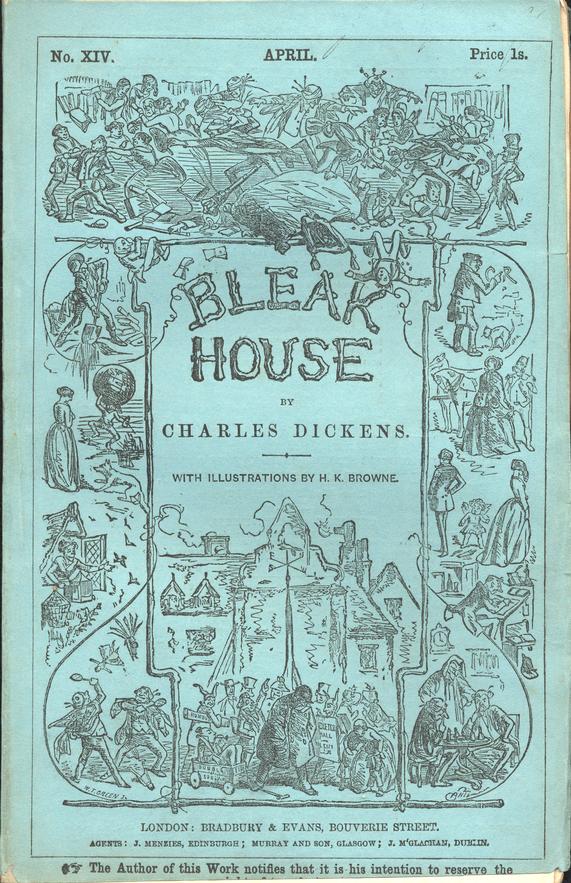 No. XIV. APRIL. Price 1s.
BLEAK
HOUSE
BY
CHARLES DICKENS.
WITH ILLUSTRATIONS BY H. K. BROWNE.
EXETER
HALL
LONDON: BRADBURY & EVANS, BOUVERIE STREET.
AGENTS: J. MENZIES, EDINBURGH; MURRAY AND SON, GLASGOW; J. M'GLASHAN, DUBLIN.
☞ The Author of this Work notifies that it is his intention to reserve the